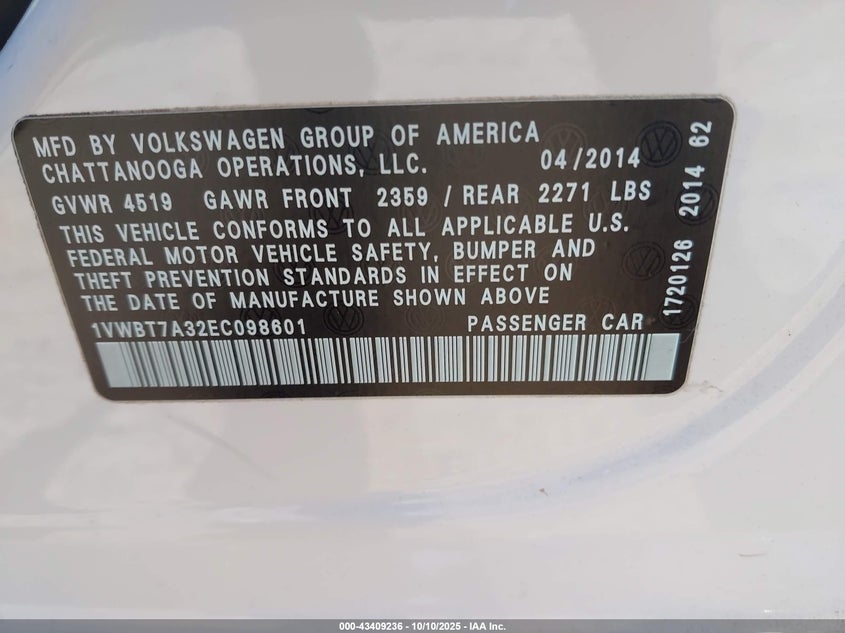 MFD BY VOLKSWAGEN GROUP OF AMERICA
CHATTANOOGA OPERATIONS, LLC. 04/2014
GVWR 4519 GAWR FRONT 2359 / REAR 2271 LBS
THIS VEHICLE CONFORMS TO ALL APPLICABLE U.S.
FEDERAL MOTOR VEHICLE SAFETY, BUMPER AND
THEFT PREVENTION STANDARDS IN EFFECT ON
THE DATE OF MANUFACTURE SHOWN ABOVE
1VWBT7A32EC098601 PASSENGER CAR
1720126 2014 62
000-43409236 - 10/10/2025 - IAA Inc.